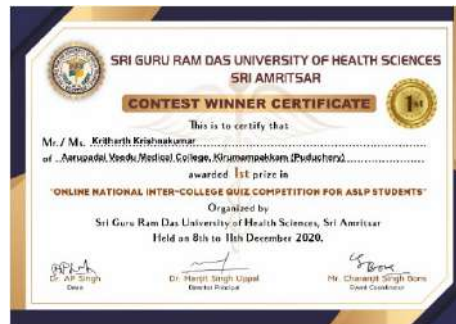 SRI GURU RAM DAS UNIVERSITY OF HEALTH SCIENCES
SRI AMRITSAR
CONTEST WINNER CERTIFICATE
1st
This is to certify that
Mr. / Ms. Kritharth Krishnakumar
of Aarupadai Veedu Medical College, Kirumampakkam (Puduchery)
awarded 1st prize in
"ONLINE NATIONAL INTER-COLLEGE QUIZ COMPETITION FOR ASLP STUDENTS"
Organized by
Sri Guru Ram Das University of Health Sciences, Sri Amritsar
Held on 8th to 11th December 2020.
Dr. AP Singh
Dean
Dr. Manjit Singh Uppal
Director Principal
Mr. Charanjit Singh Bons
Event Coordinator